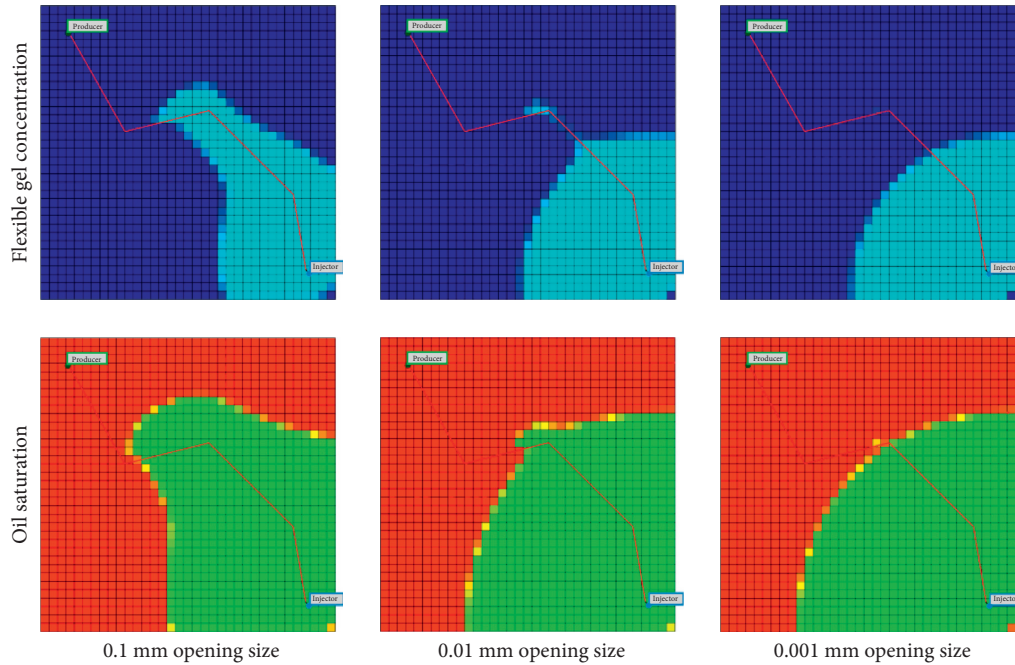 Flexible gel concentration
Producer
Injector
Producer
Injector
Producer
Injector
Oil saturation
Producer
Injector
Producer
Injector
Producer
Injector
0.1 mm opening size
0.01 mm opening size
0.001 mm opening size